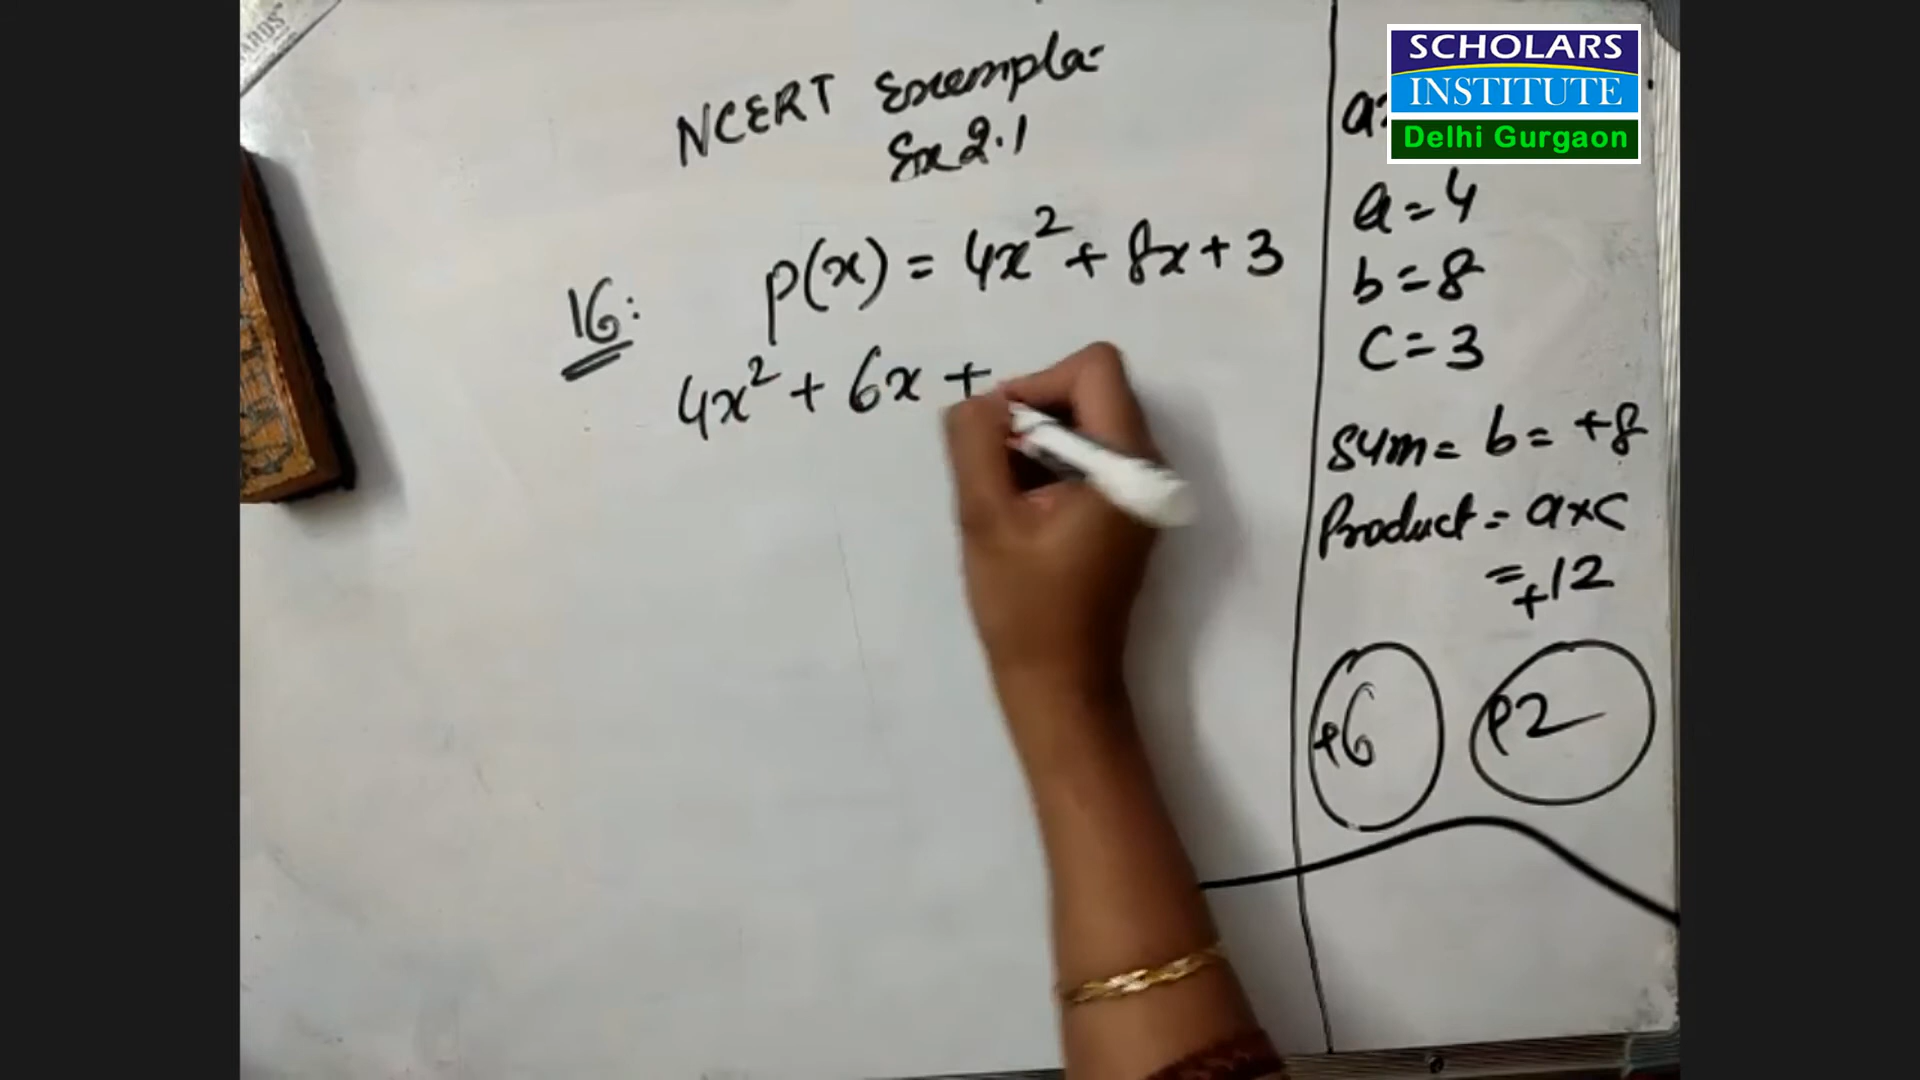 NCERT Exempla
Ex 2.1
16: p(x) = 4x² + 8x + 3
4x² + 6x +
SCHOLARS
INSTITUTE
Delhi Gurgaon
a = 4
b = 8
c = 3
Sum = b = +8
Product = a×c
= +12
+6 +2